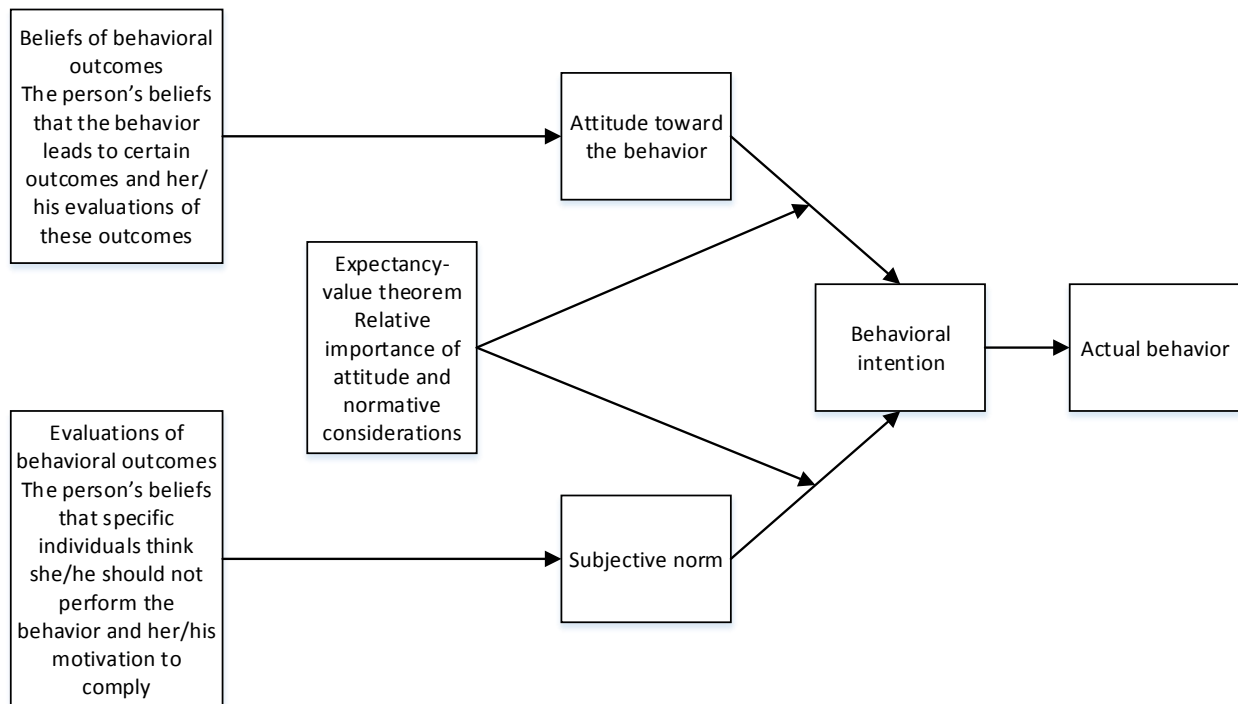 Beliefs of behavioral
outcomes
The person’s beliefs
that the behavior
leads to certain
outcomes and her/
his evaluations of
these outcomes
Attitude toward
the behavior
Expectancy-
value theorem
Relative
importance of
attitude and
normative
considerations
Behavioral
intention
Actual behavior
Evaluations of
behavioral outcomes
The person’s beliefs
that specific
individuals think
she/he should not
perform the
behavior and her/his
motivation to
comply
Subjective norm